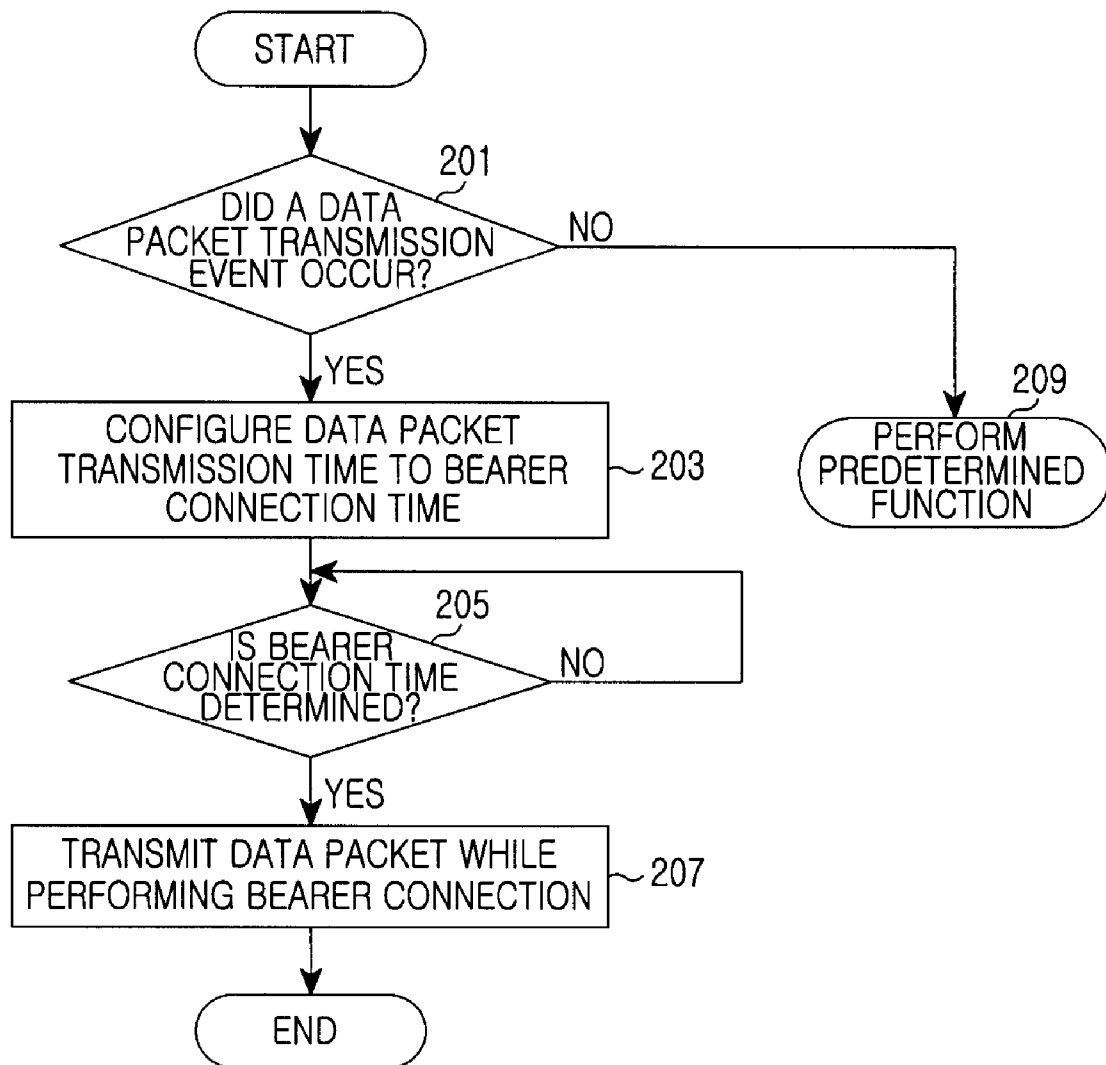 START
201
DID A DATA
PACKET TRANSMISSION
EVENT OCCUR?
NO
YES
209
PERFORM
PREDETERMINED
FUNCTION
CONFIGURE DATA PACKET
TRANSMISSION TIME TO BEARER
CONNECTION TIME
203
205
IS BEARER
CONNECTION TIME
DETERMINED?
NO
YES
TRANSMIT DATA PACKET WHILE
PERFORMING BEARER CONNECTION
207
END